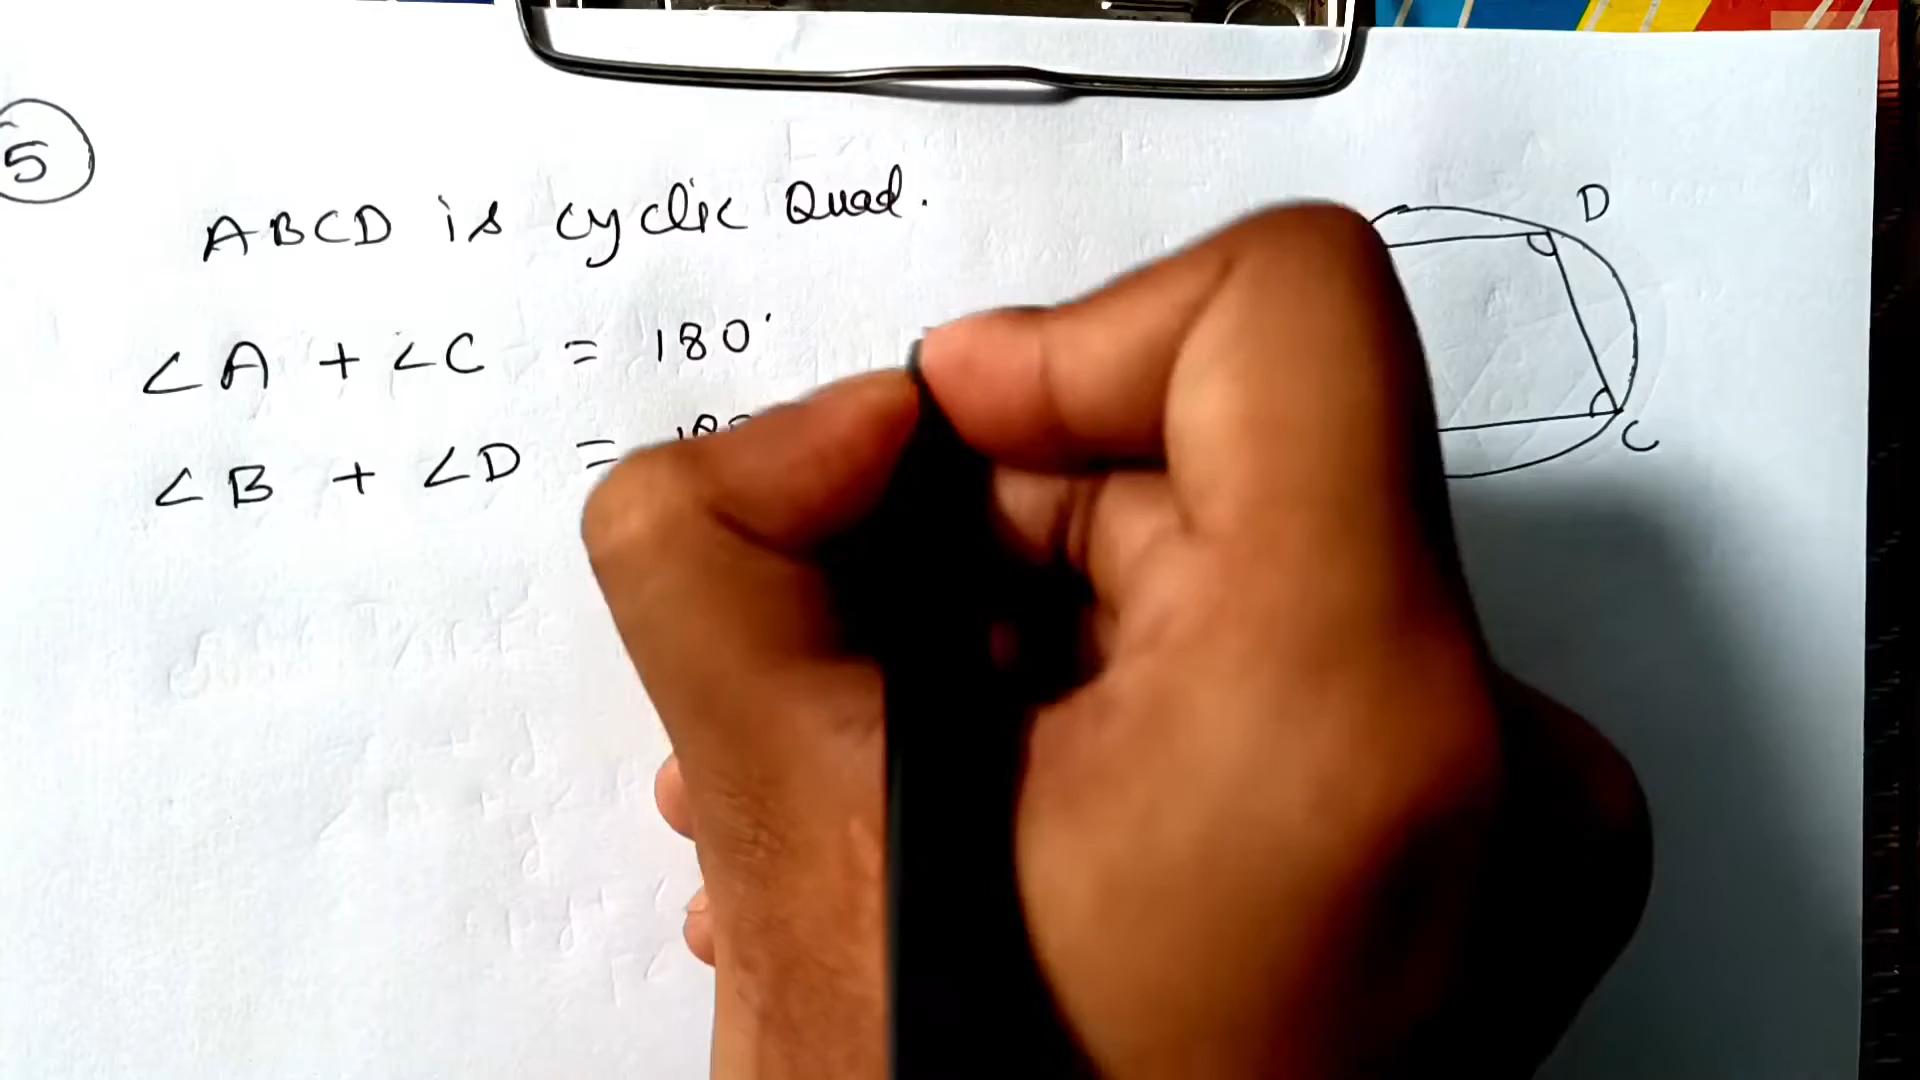 5
ABCD is cyclic Quad.
D
∠A + ∠C = 180°
∠B + ∠D =
C